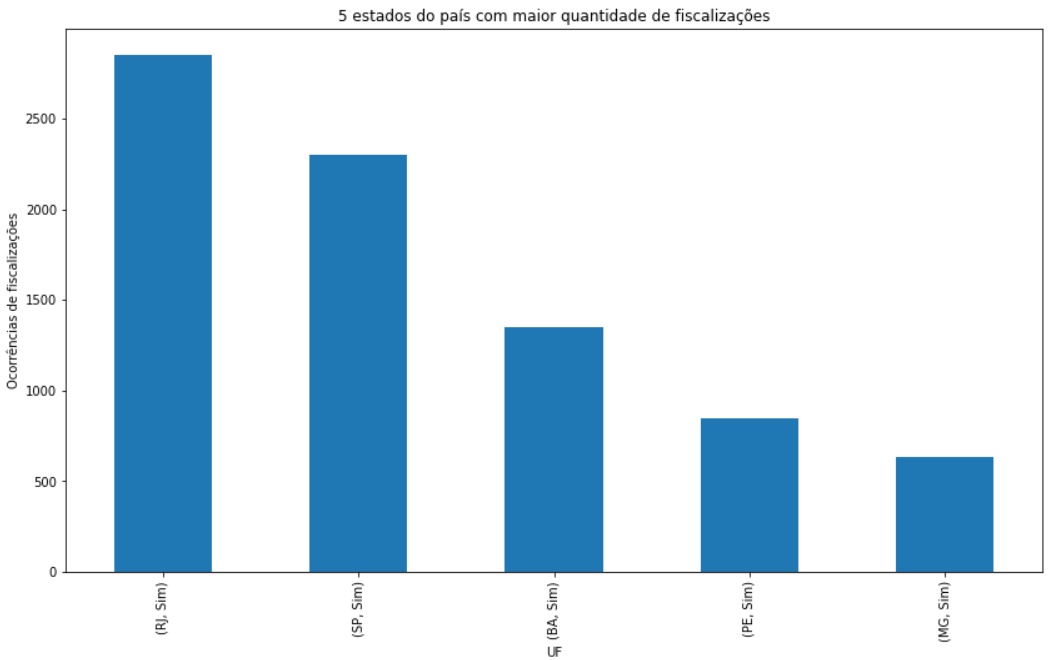 5 estados do país com maior quantidade de fiscalizações
Ocorrências de fiscalizações
2500
2000
1500
1000
500
0
(RJ, Sim)
(SP, Sim)
(BA, Sim)
(PE, Sim)
(MG, Sim)
UF